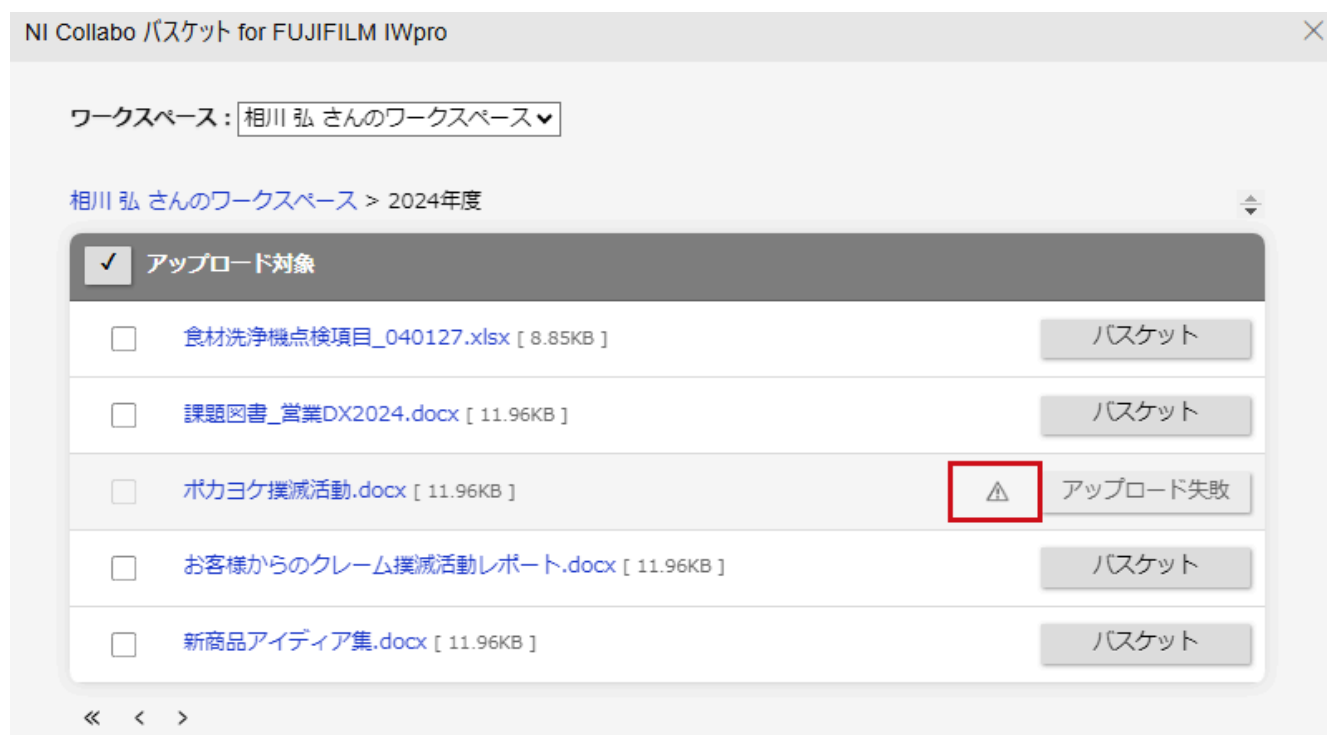 NI Collabo バスケット for FUJIFILM IWpro
ワークスペース : 相川 弘 さんのワークスペース
相川 弘 さんのワークスペース > 2024年度
アップロード対象
食材洗浄機点検項目_040127.xlsx [ 8.85KB ] バスケット
課題図書_営業DX2024.docx [ 11.96KB ] バスケット
ポカヨケ撲滅活動.docx [ 11.96KB ] アップロード失敗
お客様からのクレーム撲滅活動レポート.docx [ 11.96KB ] バスケット
新商品アイディア集.docx [ 11.96KB ] バスケット